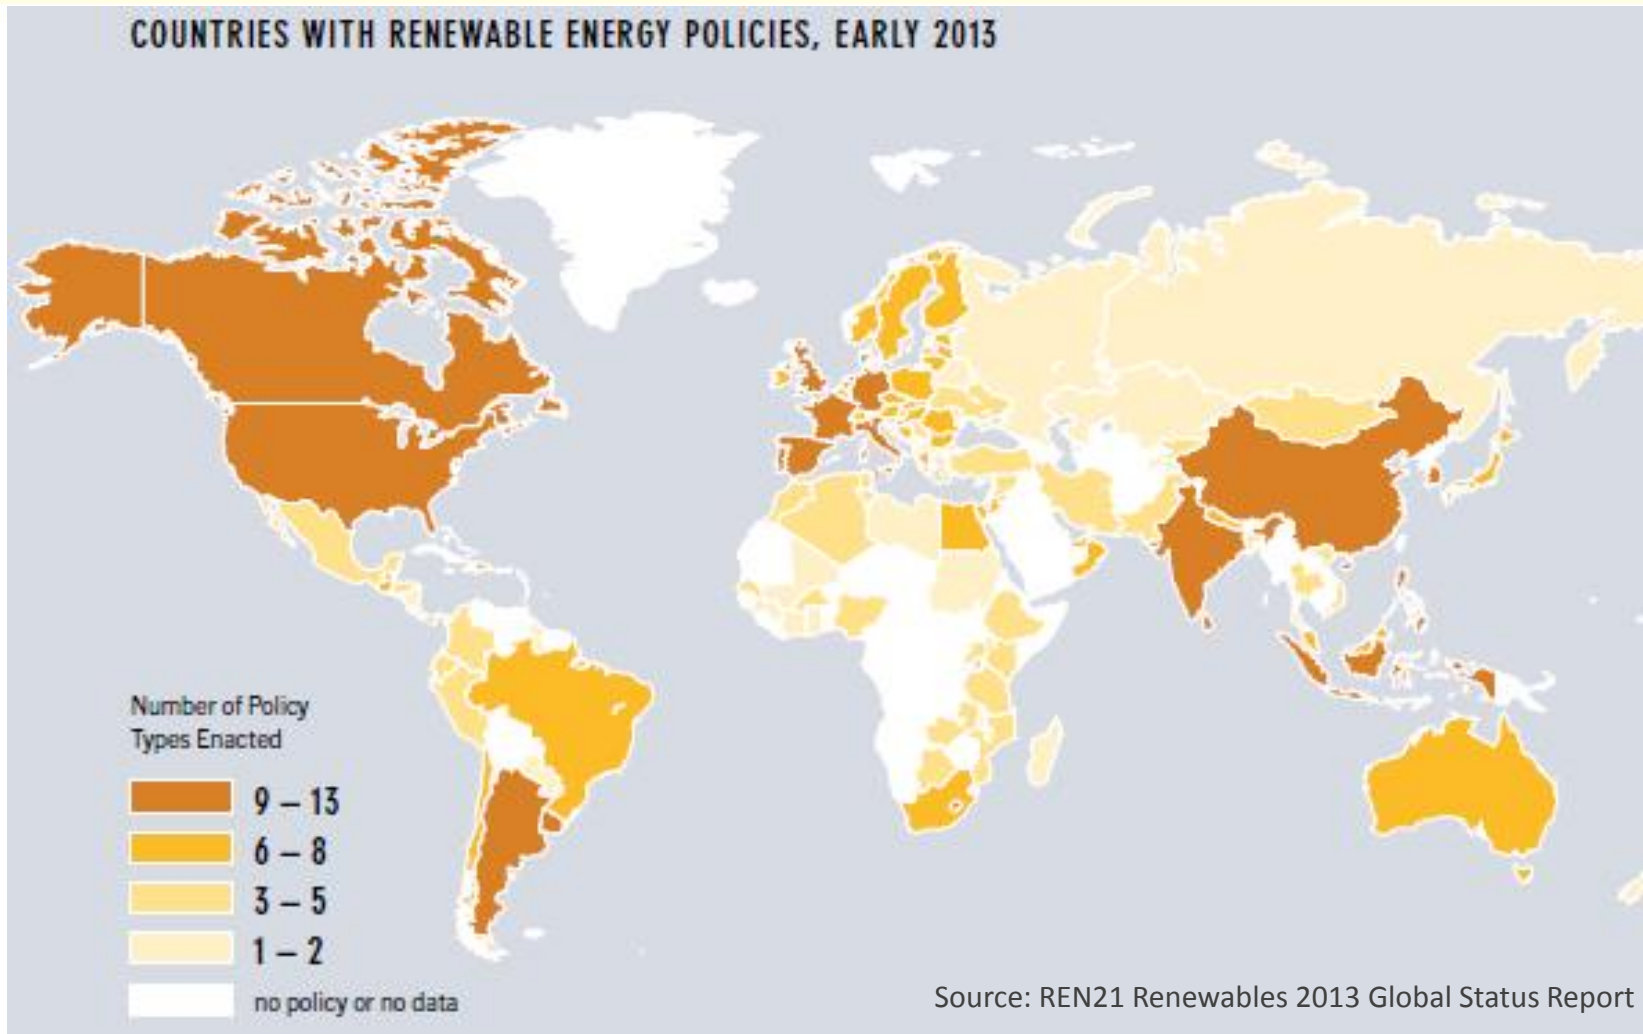 COUNTRIES WITH RENEWABLE ENERGY POLICIES, EARLY 2013
Number of Policy
Types Enacted
9 – 13
6 – 8
3 – 5
1 – 2
no policy or no data
Source: REN21 Renewables 2013 Global Status Report